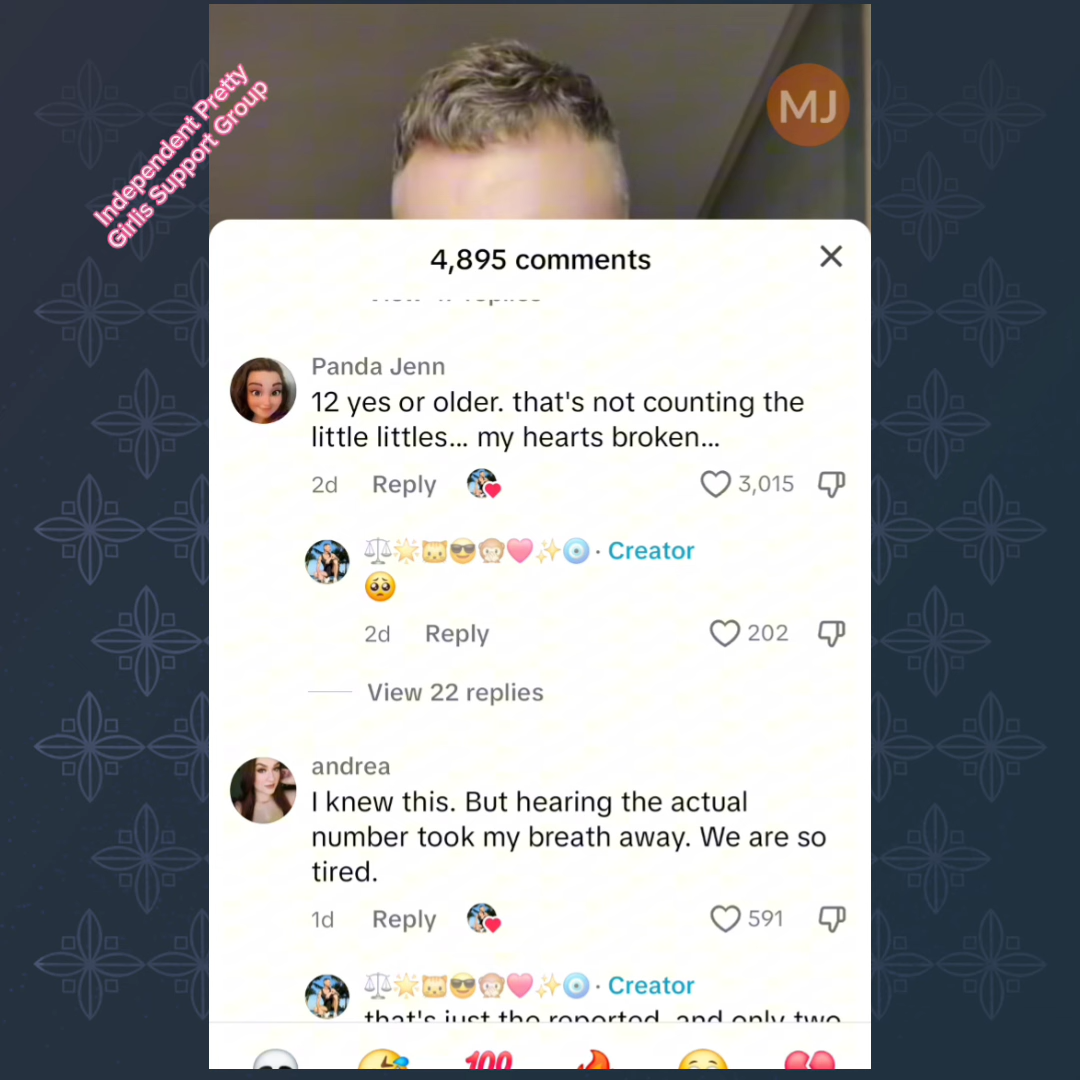 Independent Pretty
Girlis Support Group
MJ
4,895 comments
Panda Jenn
12 yes or older. that's not counting the
little littles... my hearts broken...
2d Reply 3,015
· Creator
2d Reply 202
View 22 replies
andrea
I knew this. But hearing the actual
number took my breath away. We are so
tired.
1d Reply 591
· Creator
that's just the reported, and only two
100